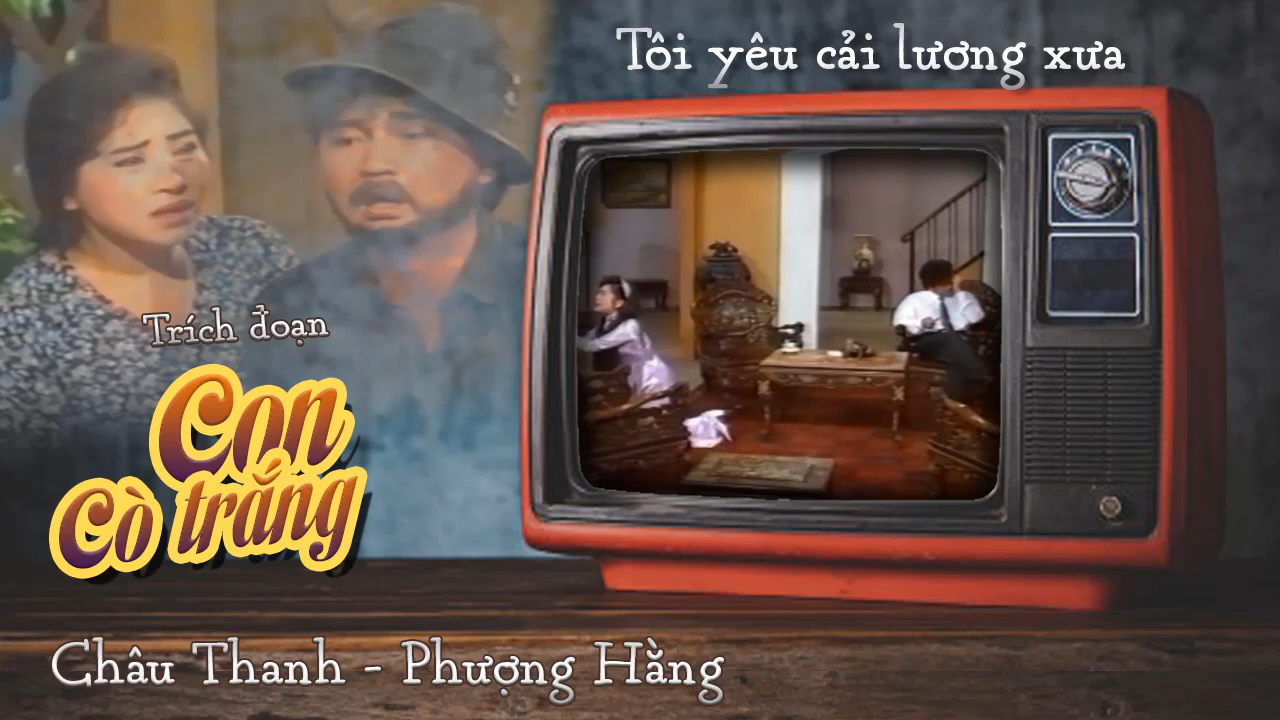 Tôi yêu cải lương xưa
Trích đoạn
Con
Cò trắng
Châu Thanh - Phượng Hằng